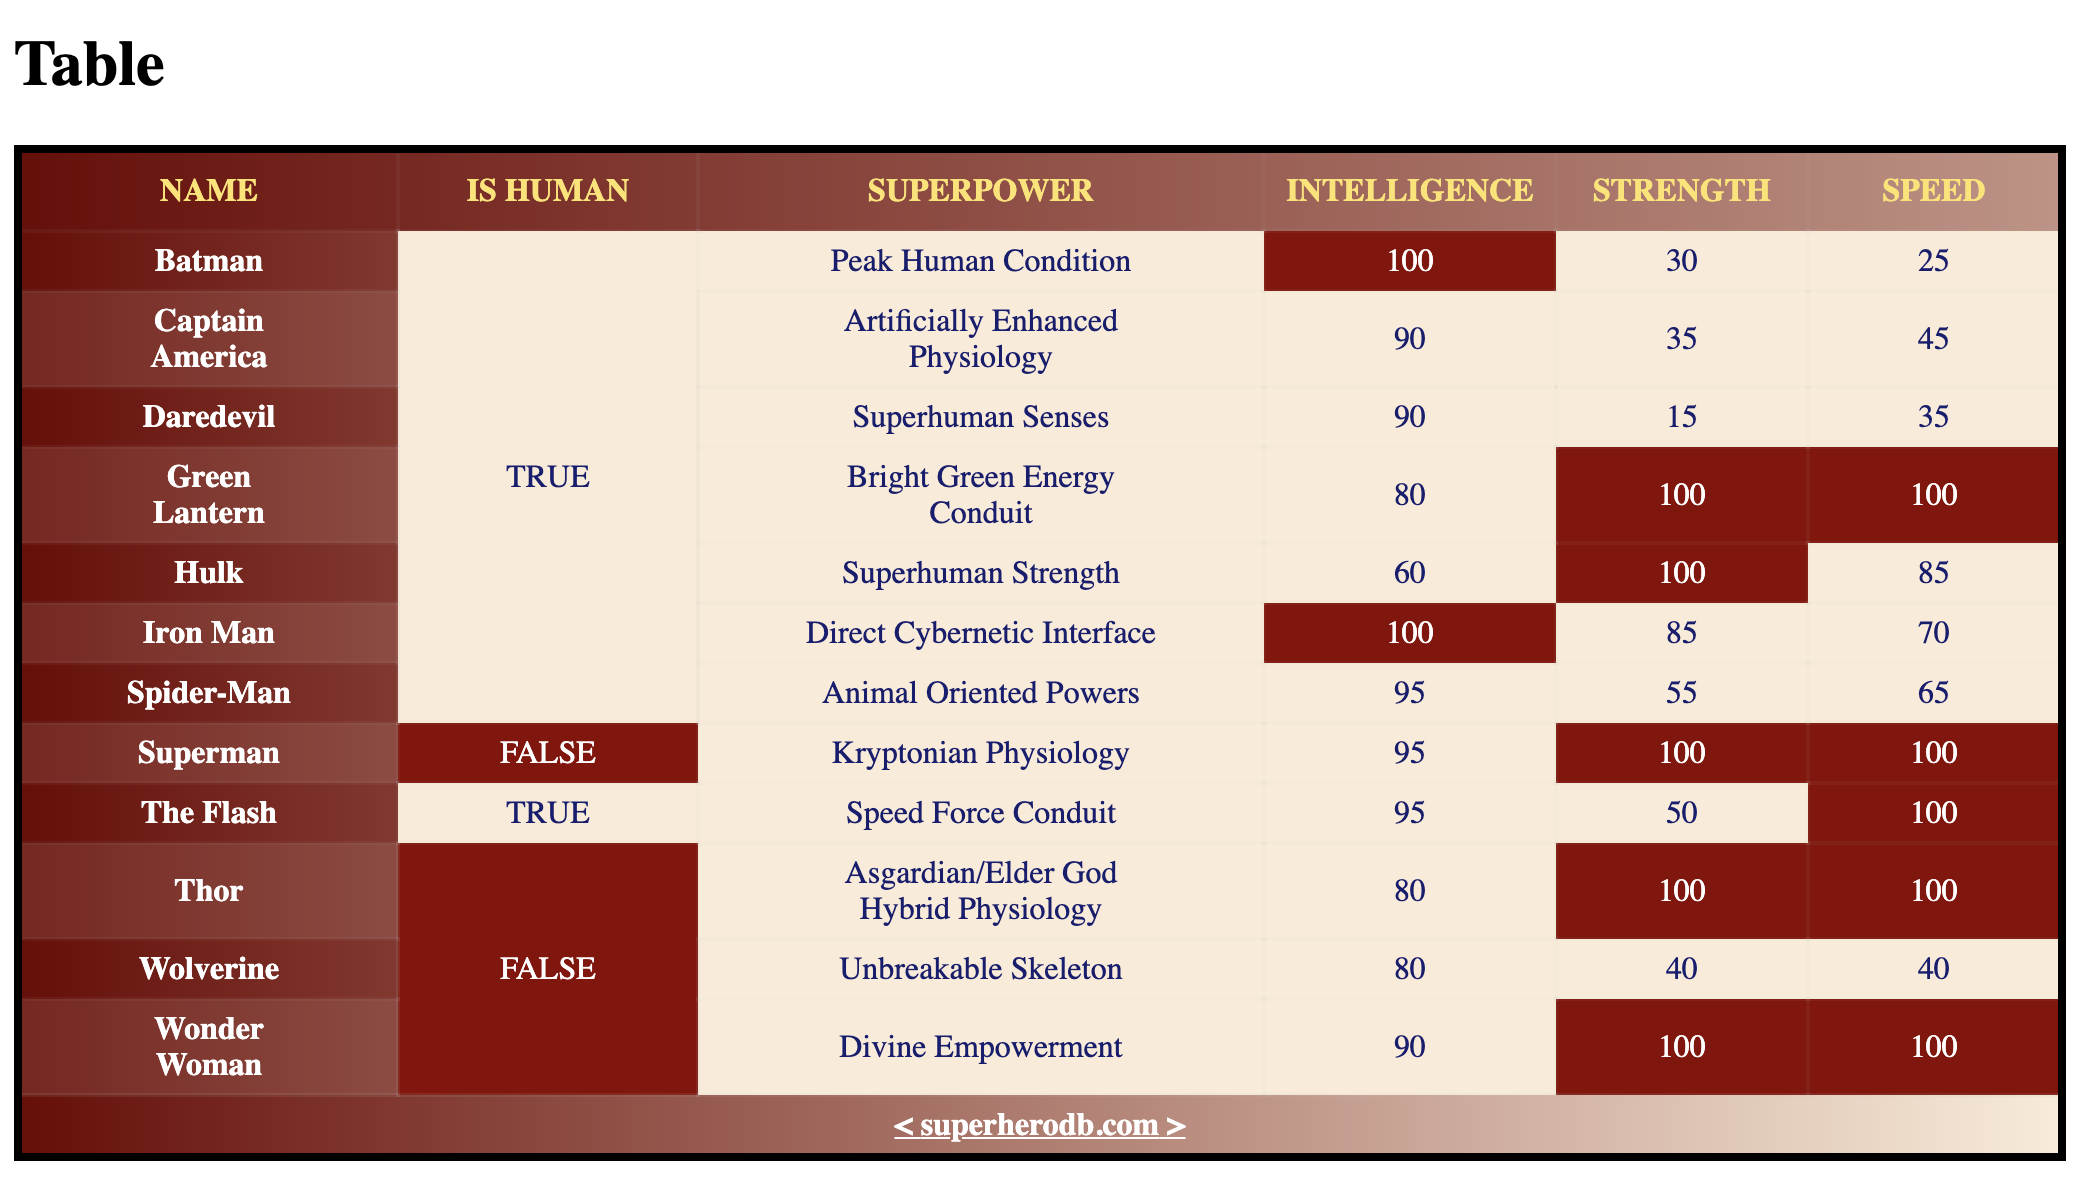 Table
NAME IS HUMAN SUPERPOWER INTELLIGENCE STRENGTH SPEED
Batman Peak Human Condition 100 30 25
Captain
America
Artificially Enhanced
Physiology
90 35 45
Daredevil Superhuman Senses 90 15 35
TRUE
Green
Lantern
Bright Green Energy
Conduit
80 100 100
Hulk Superhuman Strength 60 100 85
Iron Man Direct Cybernetic Interface 100 85 70
Spider-Man Animal Oriented Powers 95 55 65
Superman FALSE Kryptonian Physiology 95 100 100
The Flash TRUE Speed Force Conduit 95 50 100
Thor
Asgardian/Elder God
Hybrid Physiology
80 100 100
Wolverine FALSE Unbreakable Skeleton 80 40 40
Wonder
Woman
Divine Empowerment 90 100 100
< superherodb.com >